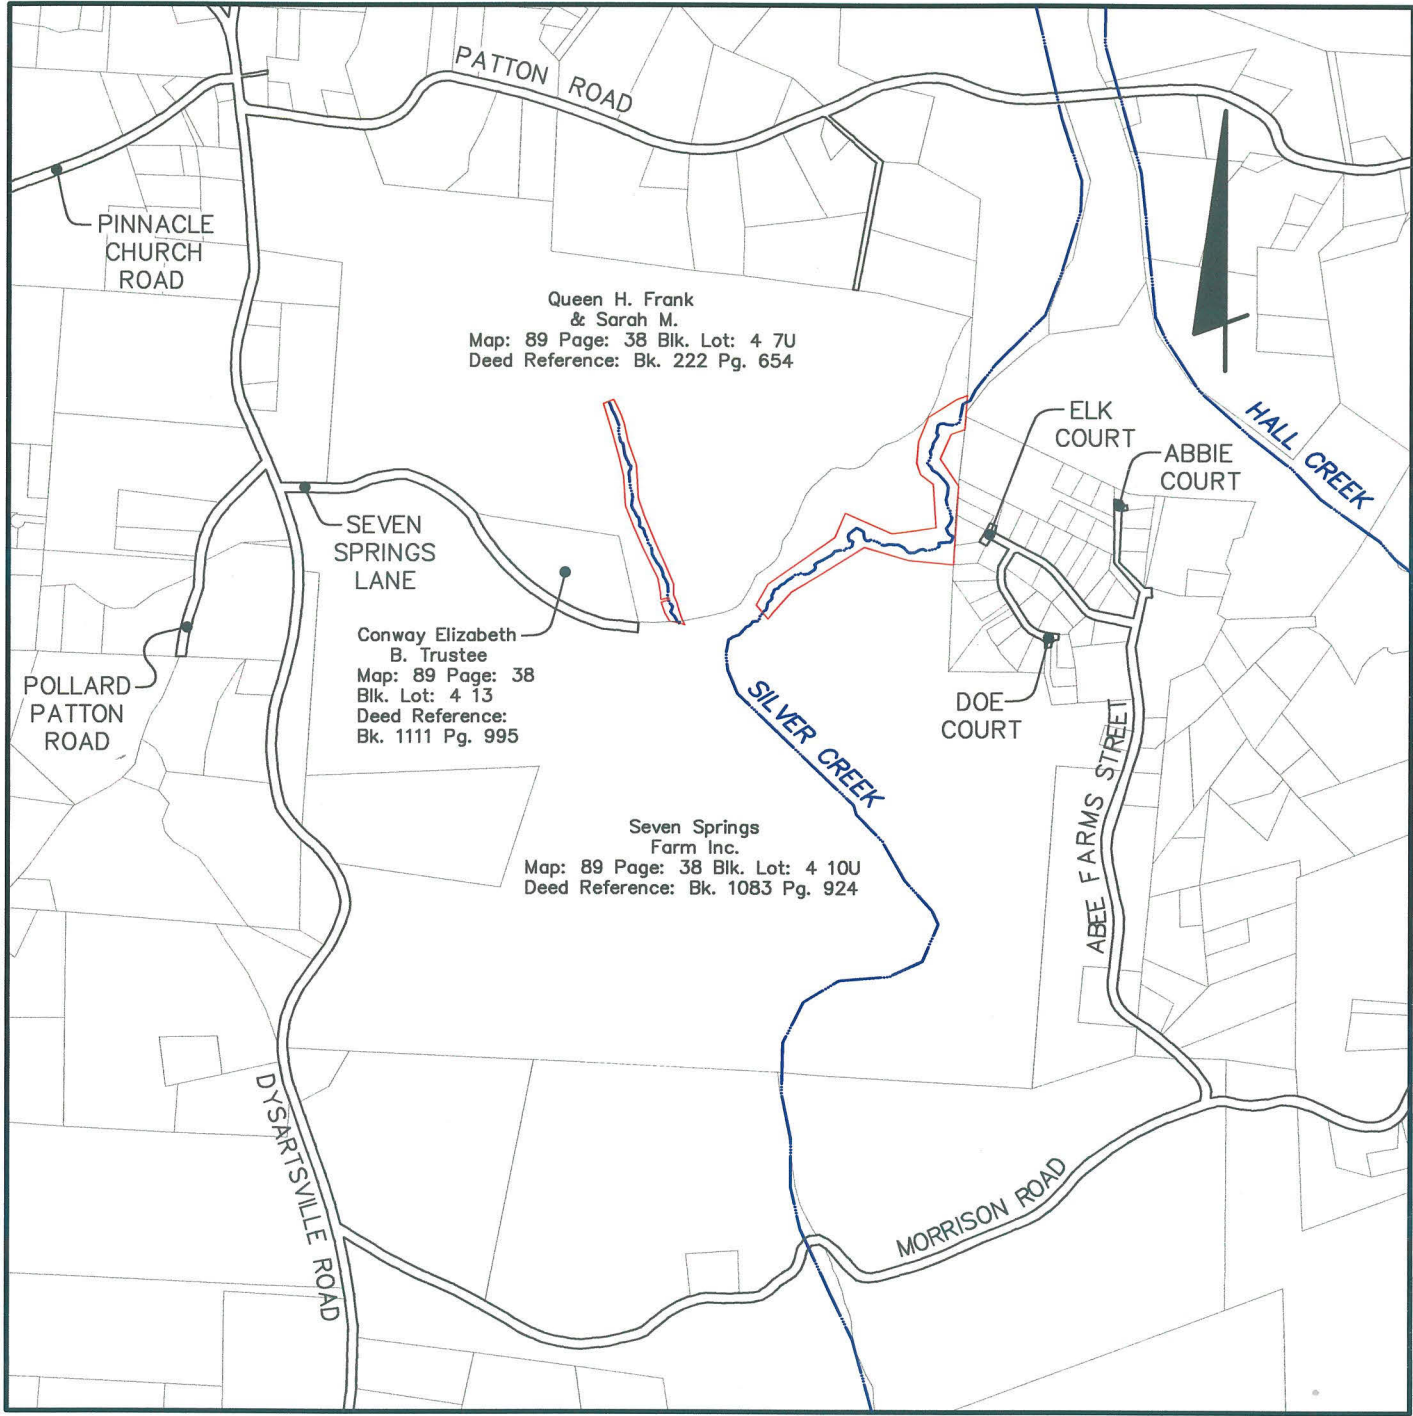 PATTON ROAD
PINNACLE
CHURCH
ROAD
Queen H. Frank
& Sarah M.
Map: 89 Page: 38 Blk. Lot: 4 7U
Deed Reference: Bk. 222 Pg. 654
ELK
COURT
ABBIE
COURT
HALL CREEK
SEVEN
SPRINGS
LANE
Conway Elizabeth
B. Trustee
Map: 89 Page: 38
Blk. Lot: 4 13
Deed Reference:
Bk. 1111 Pg. 995
POLLARD
PATTON
ROAD
SILVER CREEK
DOE
COURT
ABEE FARMS STREET
Seven Springs
Farm Inc.
Map: 89 Page: 38 Blk. Lot: 4 10U
Deed Reference: Bk. 1083 Pg. 924
DYSARTSVILLE ROAD
MORRISON ROAD